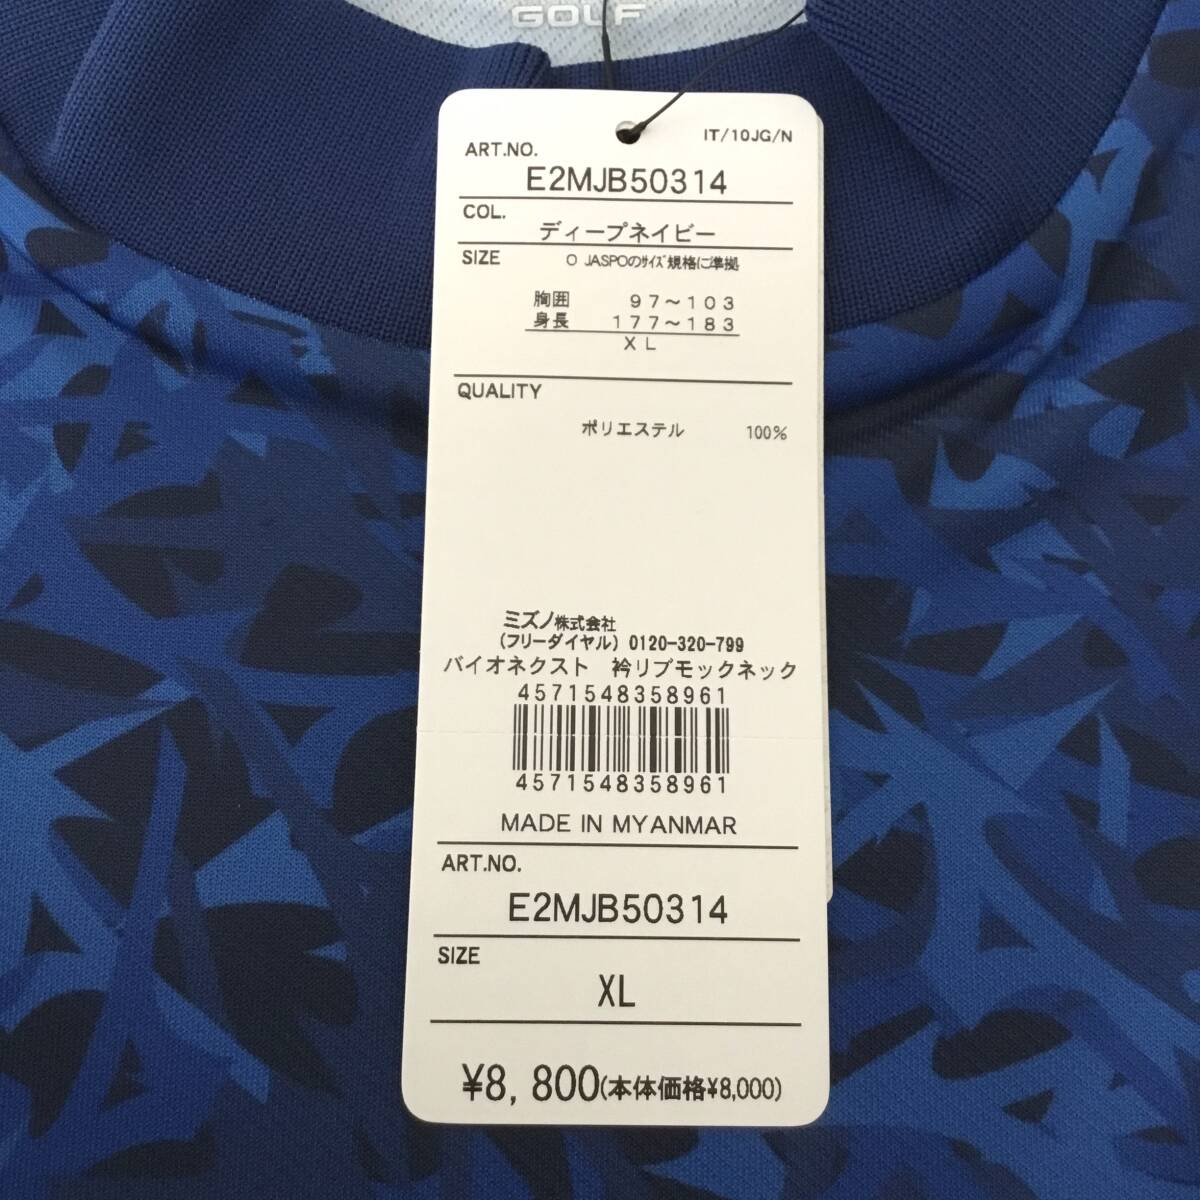 GOLF
IT/10JG/N
ART.NO.
E2MJB50314
COL.
ディープネイビー
SIZE
O JASPOのサイズ規格に準拠
胸囲 97～103
身長 177～183
XL
QUALITY
ポリエステル 100%
ミズノ株式会社
(フリーダイヤル) 0120-320-799
バイオネクスト 衿リブモックネック
4571548358961
4571548358961
MADE IN MYANMAR
ART.NO.
E2MJB50314
SIZE
XL
¥8,800(本体価格¥8,000)